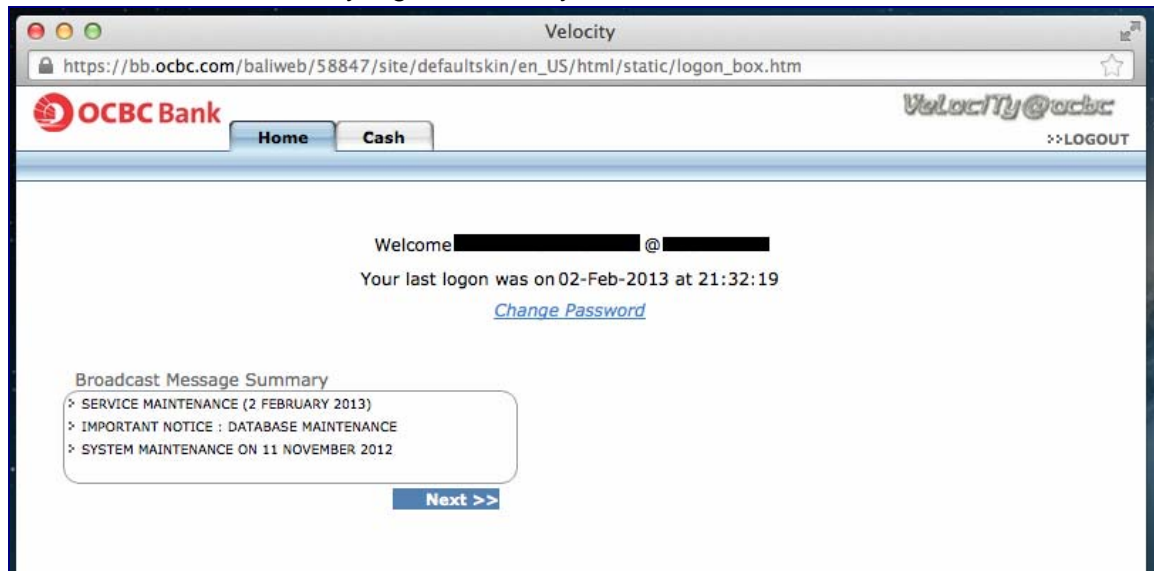 Velocity
https://bb.ocbc.com/baliweb/58847/site/defaultskin/en_US/html/static/logon_box.htm
OCBC Bank
Velocity@ocbc
Home Cash
>>LOGOUT
Welcome @
Your last logon was on 02-Feb-2013 at 21:32:19
Change Password
Broadcast Message Summary
SERVICE MAINTENANCE (2 FEBRUARY 2013)
IMPORTANT NOTICE : DATABASE MAINTENANCE
SYSTEM MAINTENANCE ON 11 NOVEMBER 2012
Next >>